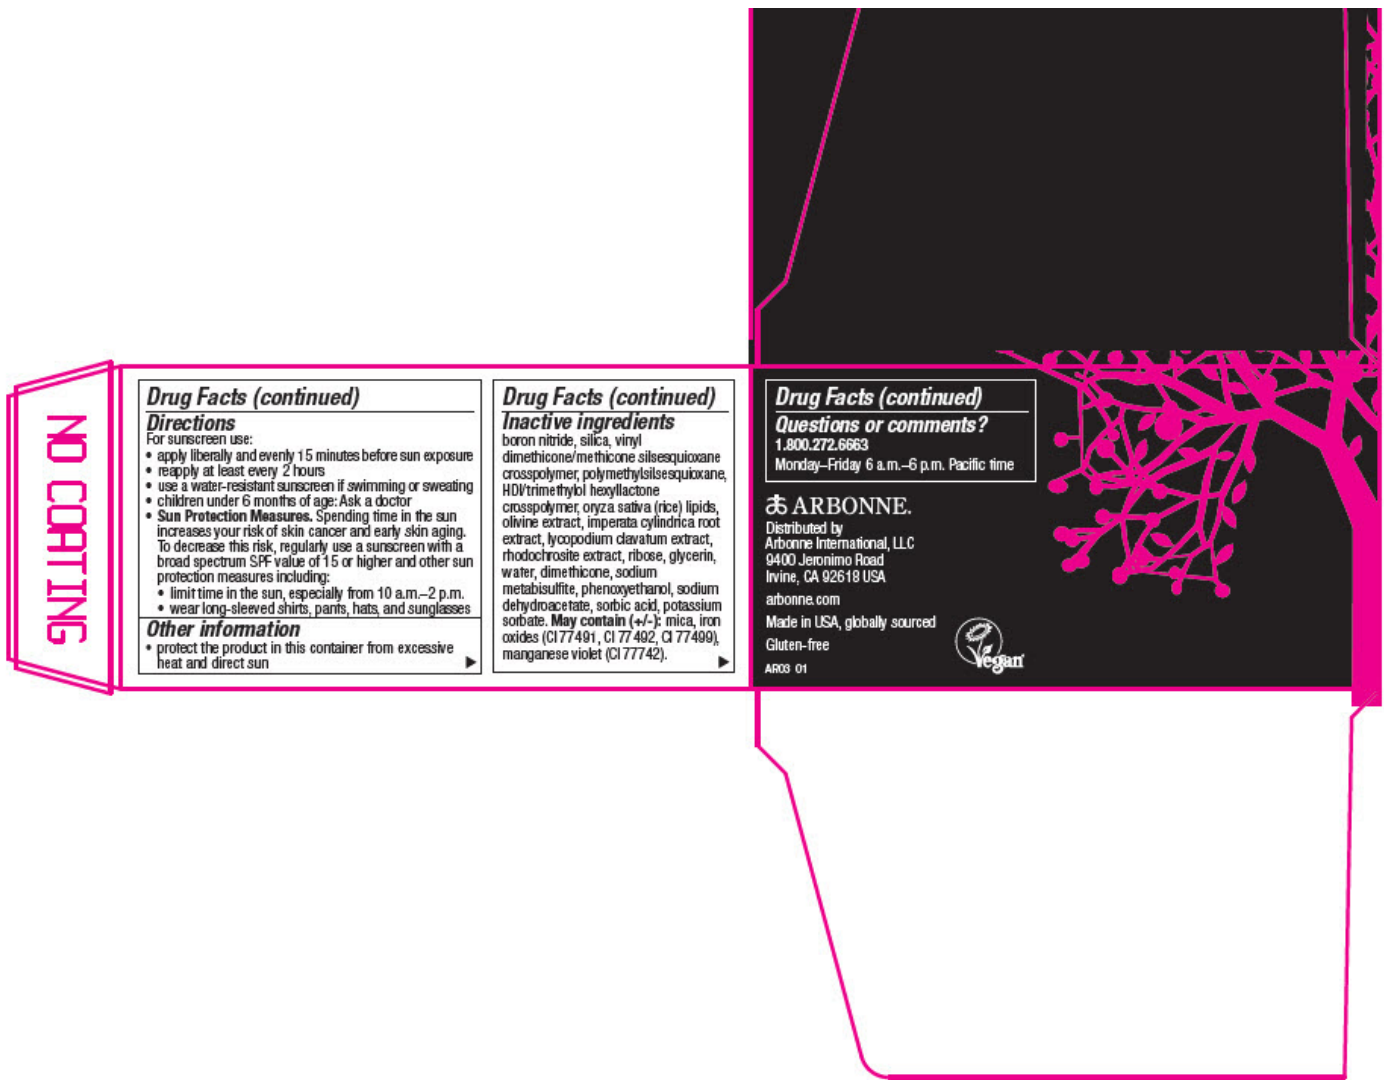 NO COATING
Drug Facts (continued)
Directions
For sunscreen use:
• apply liberally and evenly 15 minutes before sun exposure
• reapply at least every 2 hours
• use a water-resistant sunscreen if swimming or sweating
• children under 6 months of age: Ask a doctor
• Sun Protection Measures. Spending time in the sun
increases your risk of skin cancer and early skin aging.
To decrease this risk, regularly use a sunscreen with a
broad spectrum SPF value of 15 or higher and other sun
protection measures including:
• limit time in the sun, especially from 10 a.m.–2 p.m.
• wear long-sleeved shirts, pants, hats, and sunglasses
Other information
• protect the product in this container from excessive
heat and direct sun
Drug Facts (continued)
Inactive ingredients
boron nitride, silica, vinyl
dimethicone/methicone silsesquioxane
crosspolymer, polymethylsilsesquioxane,
HDI/trimethylol hexyllactone
crosspolymer, oryza sativa (rice) lipids,
olivine extract, imperata cylindrica root
extract, lycopodium clavatum extract,
rhodochrosite extract, ribose, glycerin,
water, dimethicone, sodium
metabisulfite, phenoxyethanol, sodium
dehydroacetate, sorbic acid, potassium
sorbate. May contain (+/-): mica, iron
oxides (CI 77491, CI 77492, CI 77499),
manganese violet (CI 77742).
Drug Facts (continued)
Questions or comments?
1.800.272.6663
Monday–Friday 6 a.m.–6 p.m. Pacific time
ARBONNE.
Distributed by
Arbonne International, LLC
9400 Jeronimo Road
Irvine, CA 92618 USA
arbonne.com
Made in USA, globally sourced
Gluten-free
Vegan
AR03 01